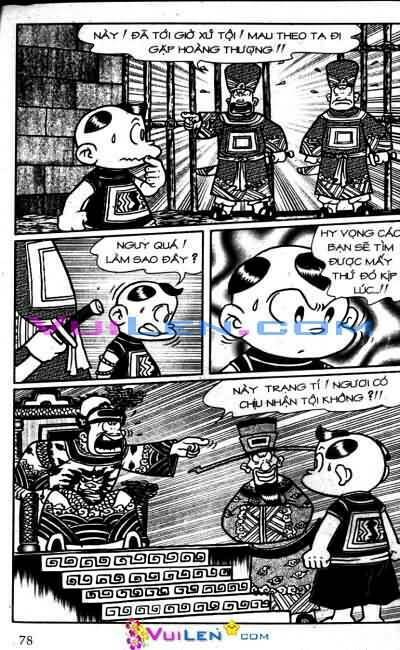 NÀY! ĐÃ TỚI GIỜ XỬ TỘI! MAU THEO TA ĐI
GẶP HOÀNG THƯỢNG!!
NGUY QUÁ!
LÀM SAO ĐÂY?
HY VỌNG CÁC
BẠN SẼ TÌM
ĐƯỢC MẤY
THỨ ĐÓ KỊP
LÚC..!!
VUILEN.COM
NÀY TRẠNG TÍ! NGƯƠI CÓ
CHỊU NHẬN TỘI KHÔNG?!!
78
VUILEN.COM